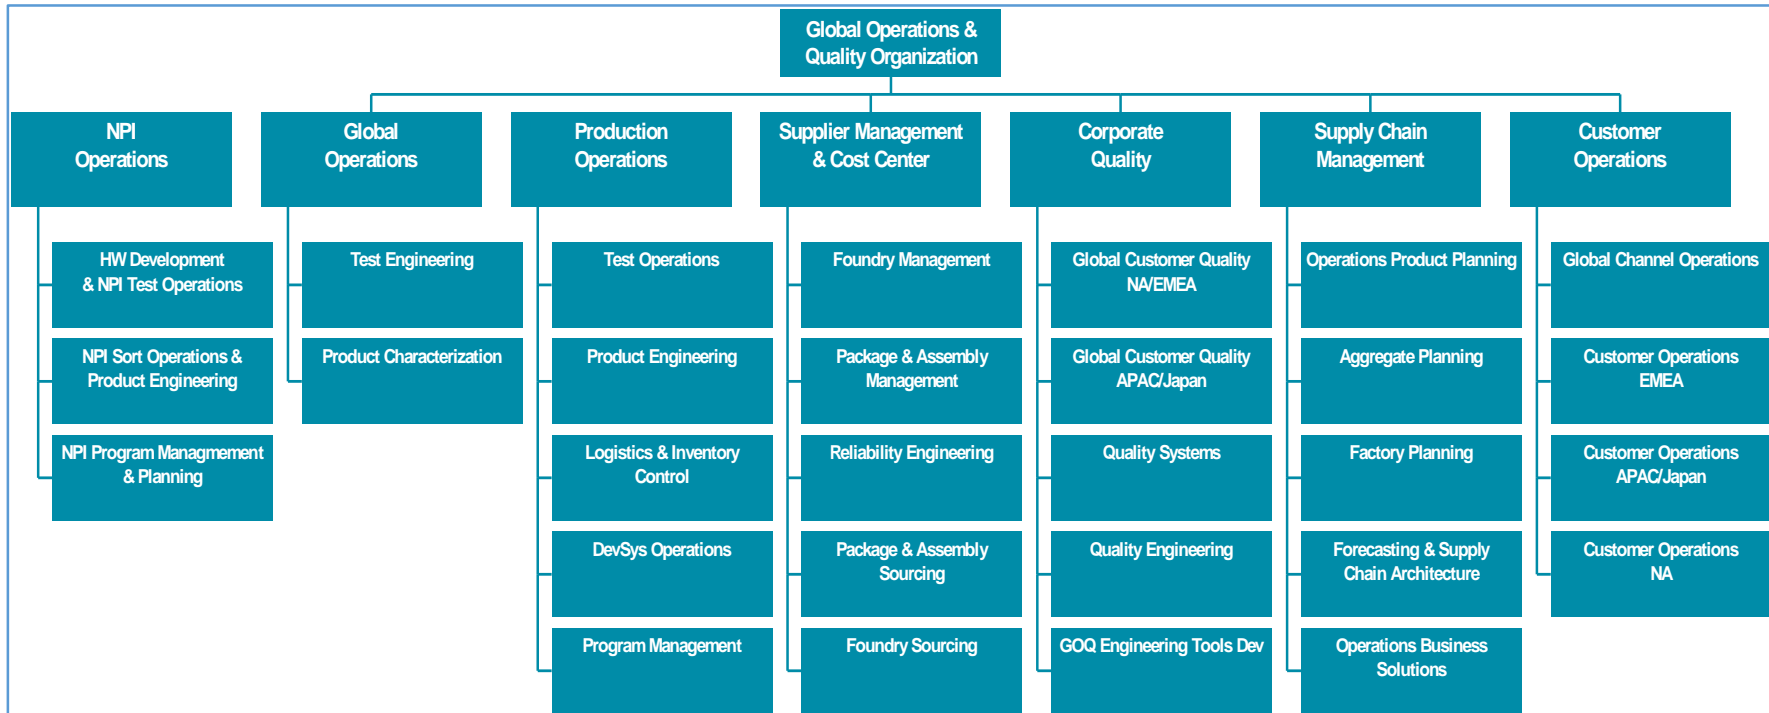 Global Operations &
Quality Organization
NPI
Operations
Global
Operations
Production
Operations
Supplier Management
& Cost Center
Corporate
Quality
Supply Chain
Management
Customer
Operations
HW Development
& NPI Test Operations
NPI Sort Operations &
Product Engineering
NPI Program Managmement
& Planning
Test Engineering
Product Characterization
Test Operations
Product Engineering
Logistics & Inventory
Control
DevSys Operations
Program Management
Foundry Management
Package & Assembly
Management
Reliability Engineering
Package & Assembly
Sourcing
Foundry Sourcing
Global Customer Quality
NA/EMEA
Global Customer Quality
APAC/Japan
Quality Systems
Quality Engineering
GOQ Engineering Tools Dev
Operations Product Planning
Aggregate Planning
Factory Planning
Forecasting & Supply
Chain Architecture
Operations Business
Solutions
Global Channel Operations
Customer Operations
EMEA
Customer Operations
APAC/Japan
Customer Operations
NA